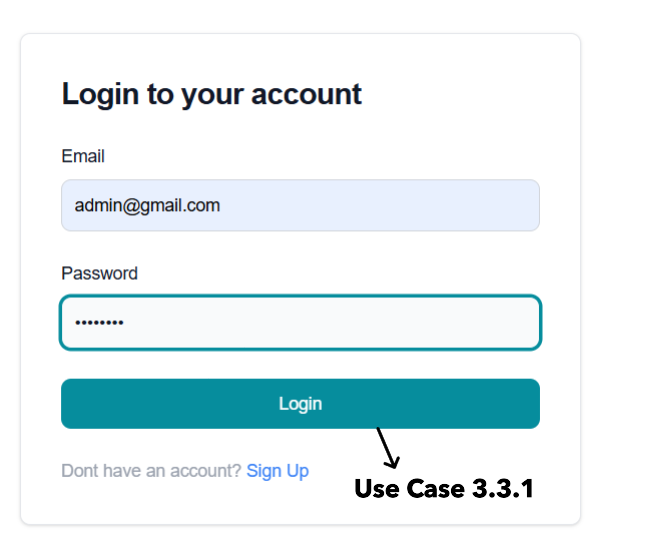 Login to your account
Email
admin@gmail.com
Password
••••••••
Login
Dont have an account? Sign Up
Use Case 3.3.1